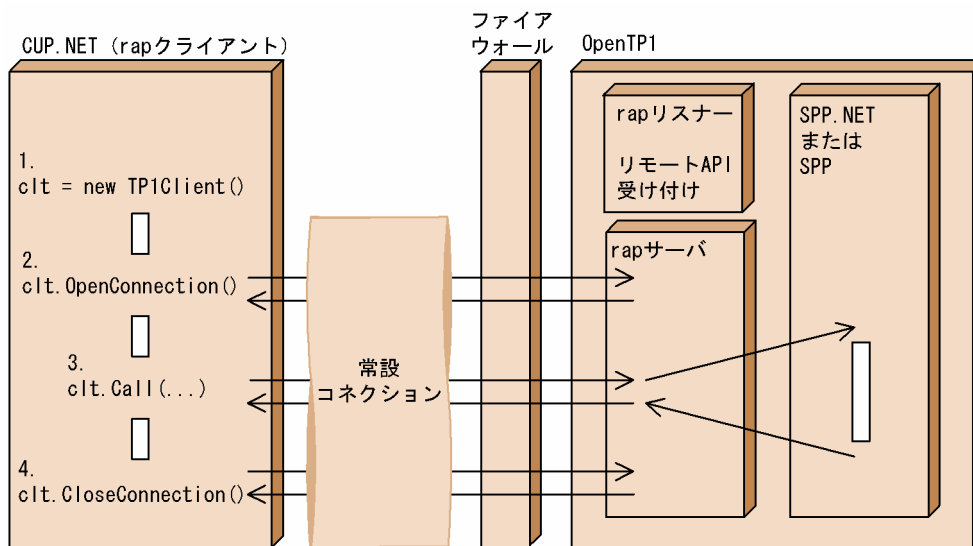 CUP.NET (rapクライアント)
ファイア
ウォール
OpenTP1
1.
clt = new TP1Client()
2.
clt.OpenConnection()
3.
clt.Call(...)
4.
clt.CloseConnection()
常設
コネクション
rapリスナー
リモートAPI
受け付け
rapサーバ
SPP.NET
または
SPP